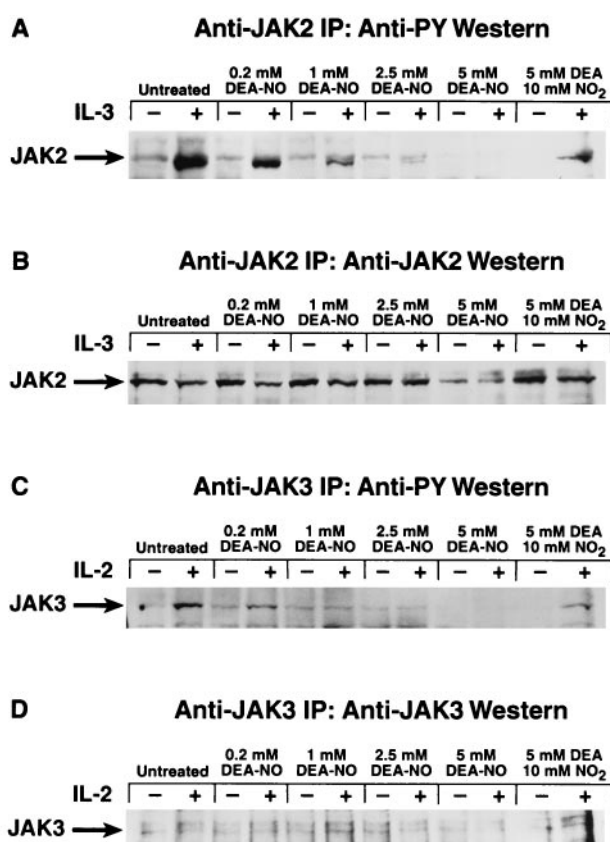 A Anti-JAK2 IP: Anti-PY Western
0.2 mM 1 mM 2.5 mM 5 mM 5 mM DEA
Untreated DEA-NO DEA-NO DEA-NO DEA-NO 10 mM NO2
IL-3 – + – + – + – + – + – +
JAK2
B Anti-JAK2 IP: Anti-JAK2 Western
0.2 mM 1 mM 2.5 mM 5 mM 5 mM DEA
Untreated DEA-NO DEA-NO DEA-NO DEA-NO 10 mM NO2
IL-3 – + – + – + – + – + – +
JAK2
C Anti-JAK3 IP: Anti-PY Western
0.2 mM 1 mM 2.5 mM 5 mM 5 mM DEA
Untreated DEA-NO DEA-NO DEA-NO DEA-NO 10 mM NO2
IL-2 – + – + – + – + – + – +
JAK3
D Anti-JAK3 IP: Anti-JAK3 Western
0.2 mM 1 mM 2.5 mM 5 mM 5 mM DEA
Untreated DEA-NO DEA-NO DEA-NO DEA-NO 10 mM NO2
IL-2 – + – + – + – + – + – +
JAK3